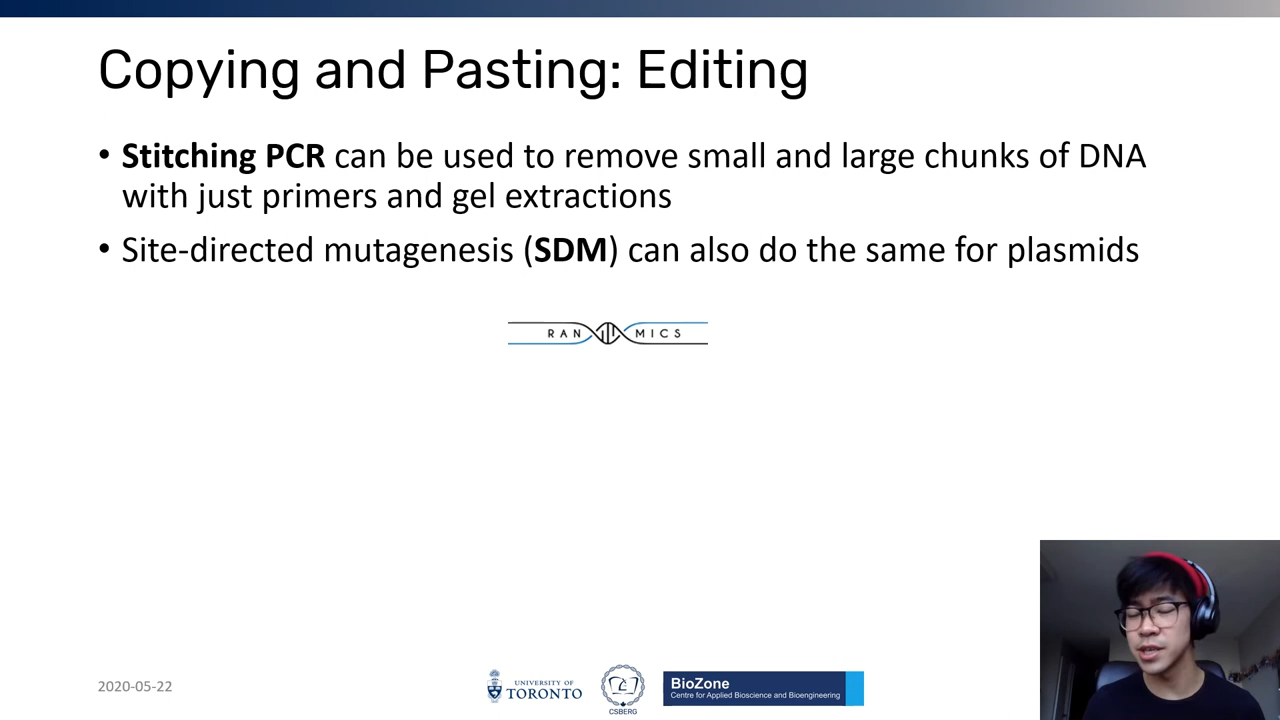 Copying and Pasting: Editing
• Stitching PCR can be used to remove small and large chunks of DNA
with just primers and gel extractions
• Site-directed mutagenesis (SDM) can also do the same for plasmids
RAN MICS
2020-05-22
UNIVERSITY OF
TORONTO
CSBERG
BioZone
Centre for Applied Bioscience and Bioengineering